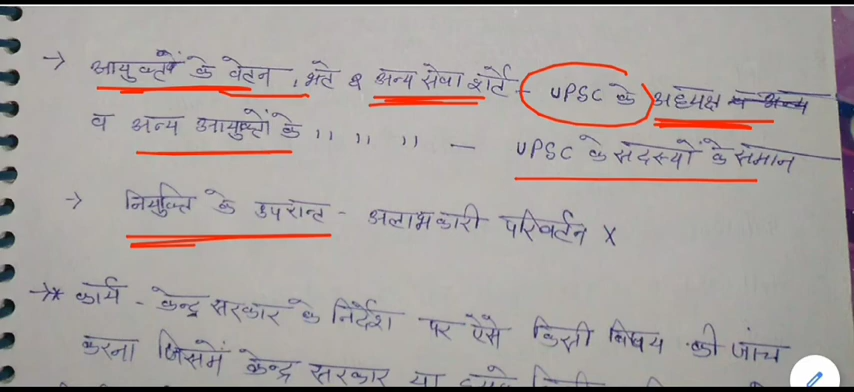 → आयुक्तों के वेतन, भत्ते & अन्य सेवा शर्ते - UPSC के अध्यक्ष व अन्य
व अन्य आयुक्तों के ,, ,, ,, ,, — UPSC के सदस्यों के समान
→ नियुक्ति के उपरान्त - अलाभकारी परिवर्तन X
→* कार्य - केन्द्र सरकार के निर्देश पर ऐसे किसी विषय की जांच
करना जिसमें केन्द्र सरकार या